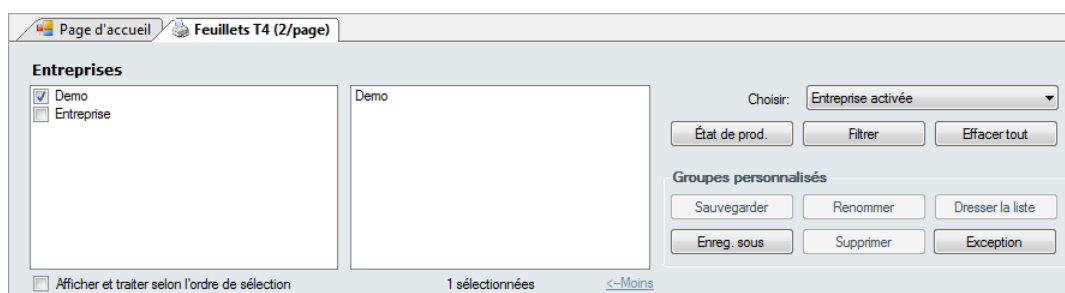 Page d'accueil Feuillets T4 (2/page)
Entreprises
Demo
Entreprise
Demo
Choisir: Entreprise activée
État de prod. Filtrer Effacer tout
Groupes personnalisés
Sauvegarder Renommer Dresser la liste
Enreg. sous Supprimer Exception
Afficher et traiter selon l'ordre de sélection 1 sélectionnées <--Moins